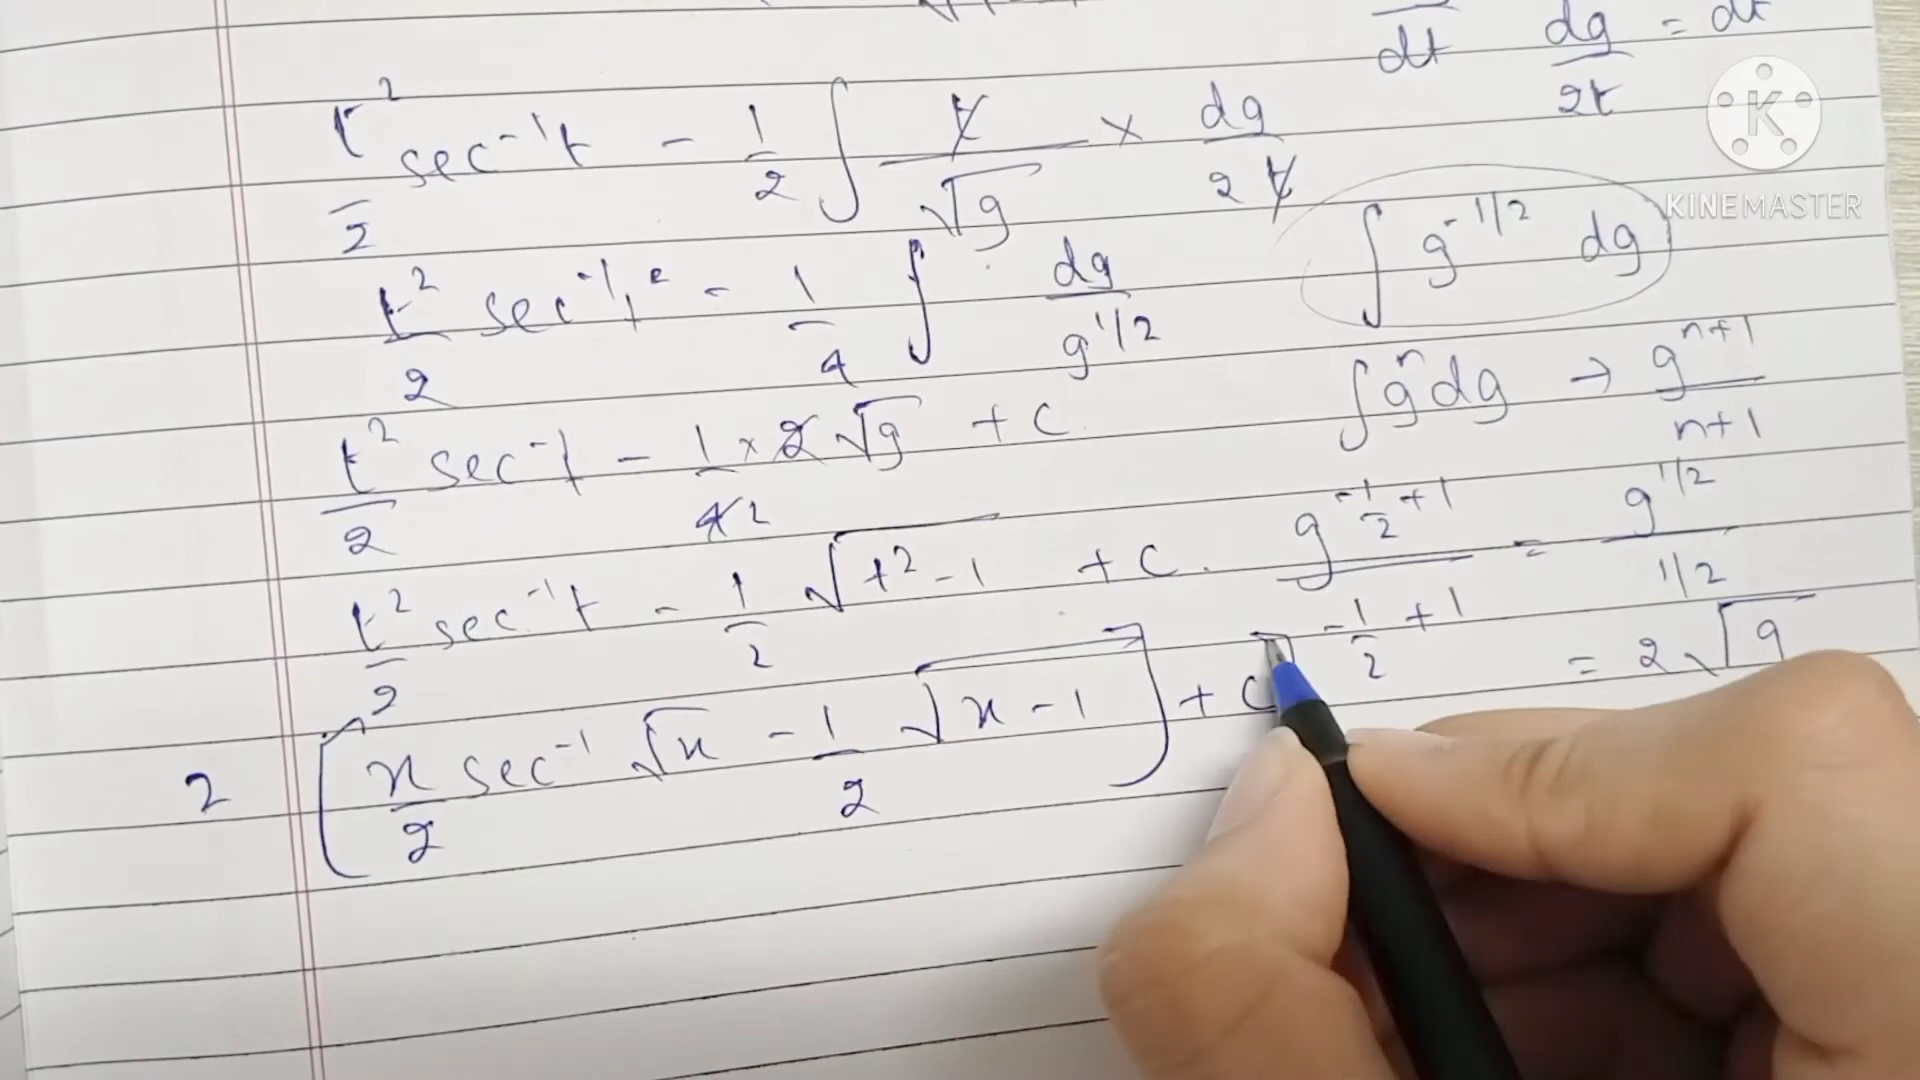 dt dg/2t = dt
t²/2 sec⁻¹t - 1/2 ∫ t/√g × dg/2t
KINEMASTER
∫ g^(-1/2) dg
t²/2 sec⁻¹t - 1/4 ∫ dg/g^(1/2)
∫ gⁿ dg → g^(n+1)/(n+1)
t²/2 sec⁻¹t - 1/42 × 2 √g + C
g^(-1/2+1)/(-1/2+1) = g^(1/2)/(1/2)
t²/2 sec⁻¹t - 1/2 √(t²-1) + C.
= 2√g
2 [x/2 sec⁻¹ √x - 1/2 √(x-1)] + C